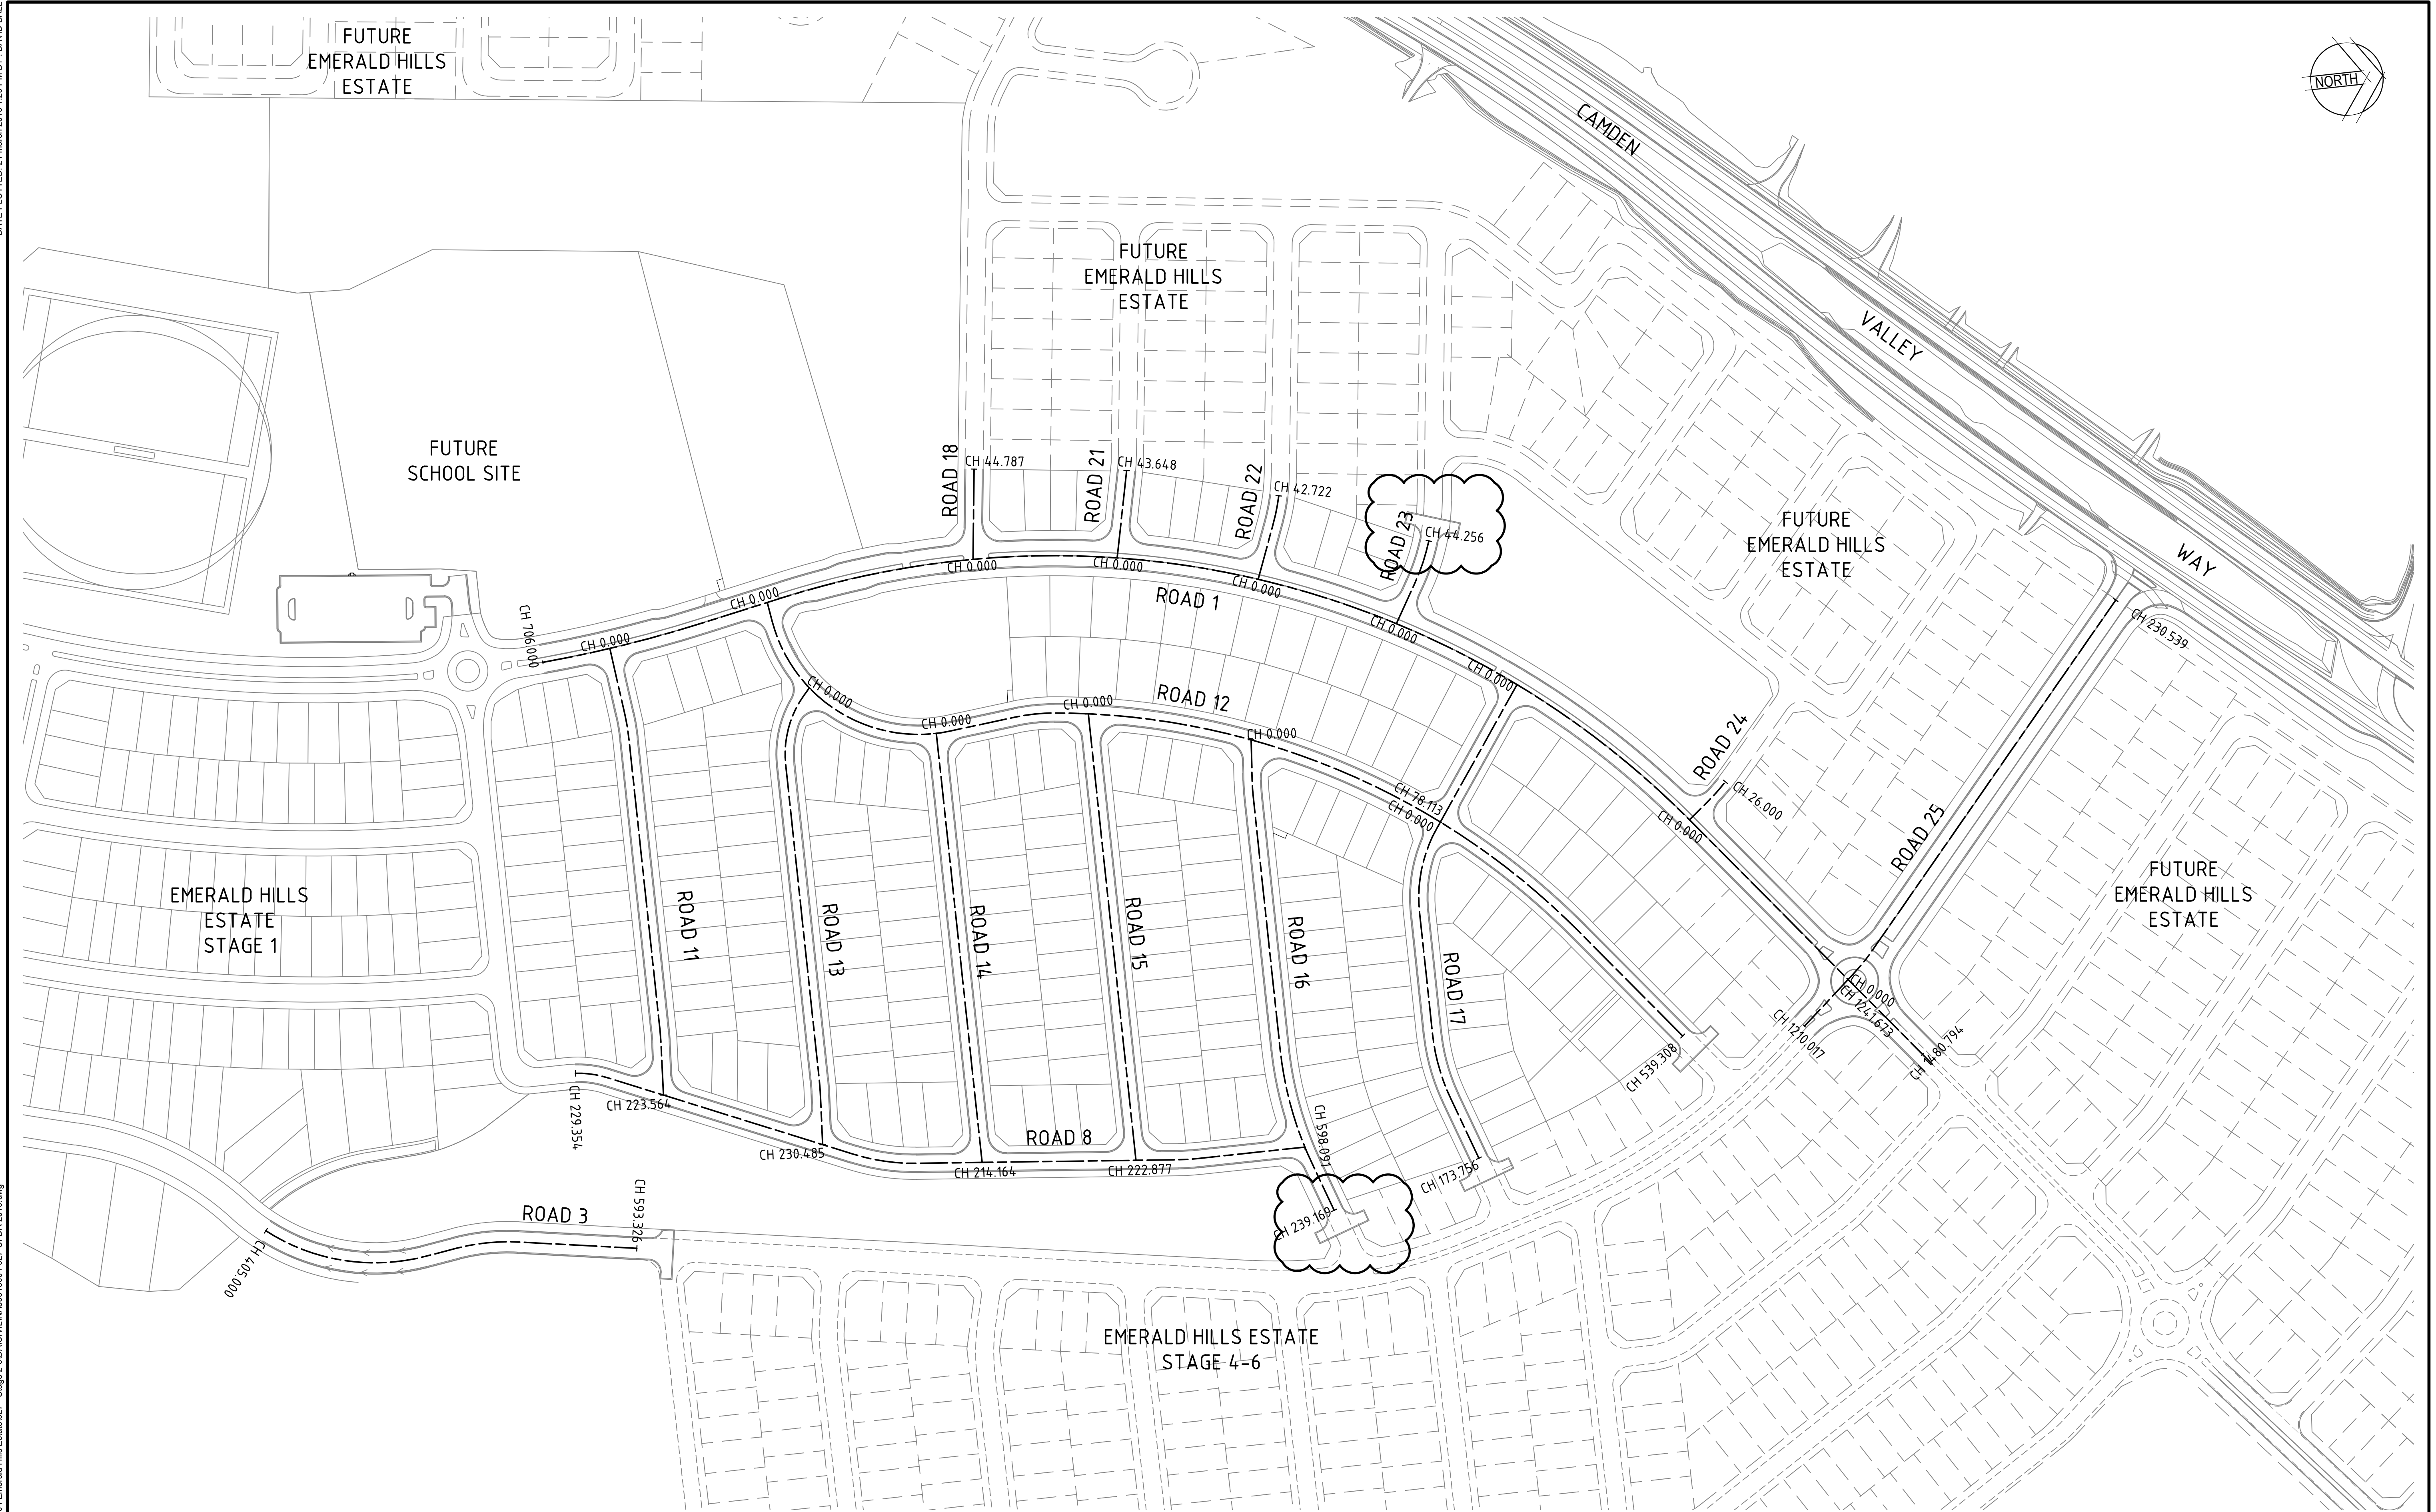 FUTURE
EMERALD HILLS
ESTATE
NORTH
CAMDEN
VALLEY
WAY
FUTURE
EMERALD HILLS
ESTATE
FUTURE
SCHOOL SITE
ROAD 18
CH 44.787
ROAD 21
CH 43.648
ROAD 22
CH 42.722
ROAD 23
CH 44.256
FUTURE
EMERALD HILLS
ESTATE
CH 0.000
CH 0.000
CH 0.000
CH 0.000
CH 0.000
CH 0.000
CH 706.000
ROAD 1
CH 230.539
CH 0.000
CH 0.000
CH 0.000
CH 0.000
ROAD 12
CH 0.000
ROAD 24
CH 26.000
CH 78.113
CH 0.000
CH 0.000
ROAD 25
FUTURE
EMERALD HILLS
ESTATE
EMERALD HILLS
ESTATE
STAGE 1
ROAD 11
ROAD 13
ROAD 14
ROAD 15
ROAD 16
ROAD 17
CH 0.000
CH 1241.673
CH 1210.017
CH 1480.794
CH 539.308
CH 229.354
CH 223.564
CH 230.485
ROAD 8
CH 214.164
CH 222.877
CH 598.091
CH 173.756
CH 239.169
ROAD 3
CH 593.326
CH 405.000
EMERALD HILLS ESTATE
STAGE 4-6